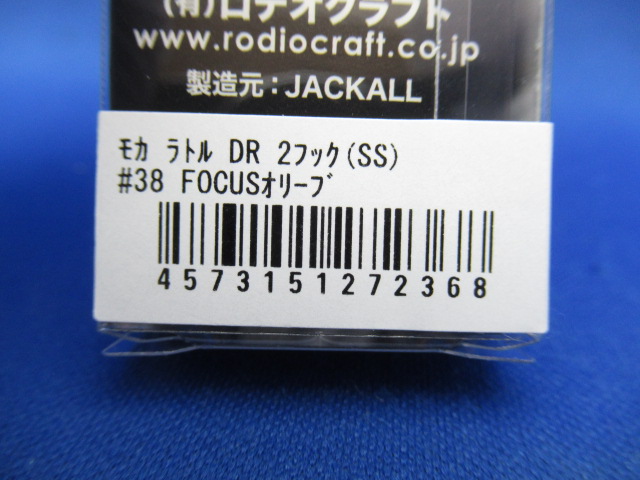 (有)ロデオクラフト
www.rodiocraft.co.jp
製造元：JACKALL
ﾓｶ ﾗﾄﾙ DR 2ﾌｯｸ(SS)
#38 FOCUSｵﾘｰﾌﾞ
4573151272368